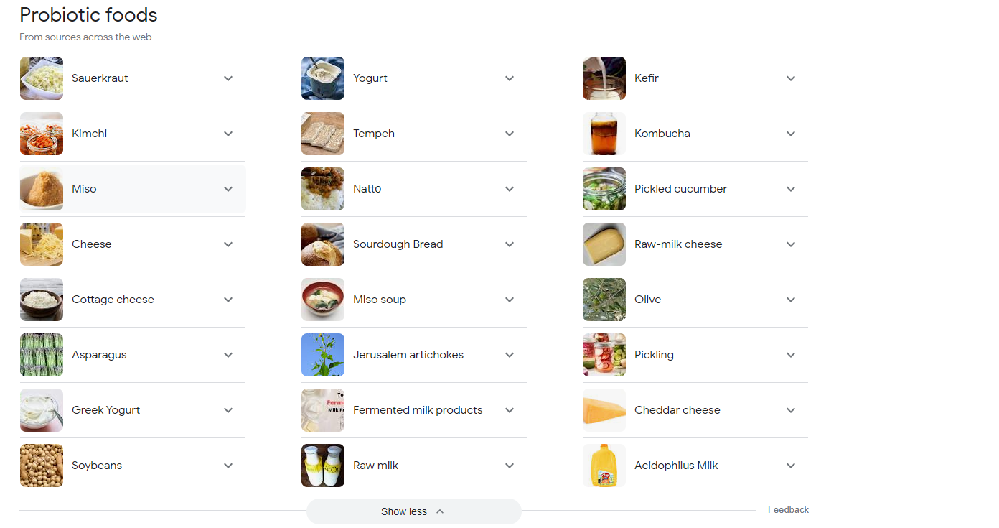 Probiotic foods
From sources across the web
Sauerkraut
Yogurt
Kefir
Kimchi
Tempeh
Kombucha
Miso
Nattō
Pickled cucumber
Cheese
Sourdough Bread
Raw-milk cheese
Cottage cheese
Miso soup
Olive
Asparagus
Jerusalem artichokes
Pickling
Greek Yogurt
Fermented milk products
Cheddar cheese
Soybeans
Raw milk
Acidophilus Milk
Show less
Feedback